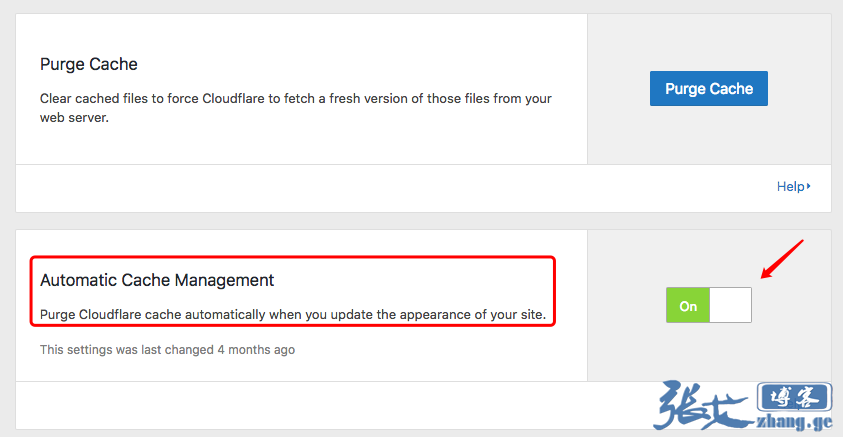 Purge Cache
Clear cached files to force Cloudflare to fetch a fresh version of those files from your
web server.
Purge Cache
Help
Automatic Cache Management
Purge Cloudflare cache automatically when you update the appearance of your site.
This settings was last changed 4 months ago
On
张戈 博客
zhang.ge